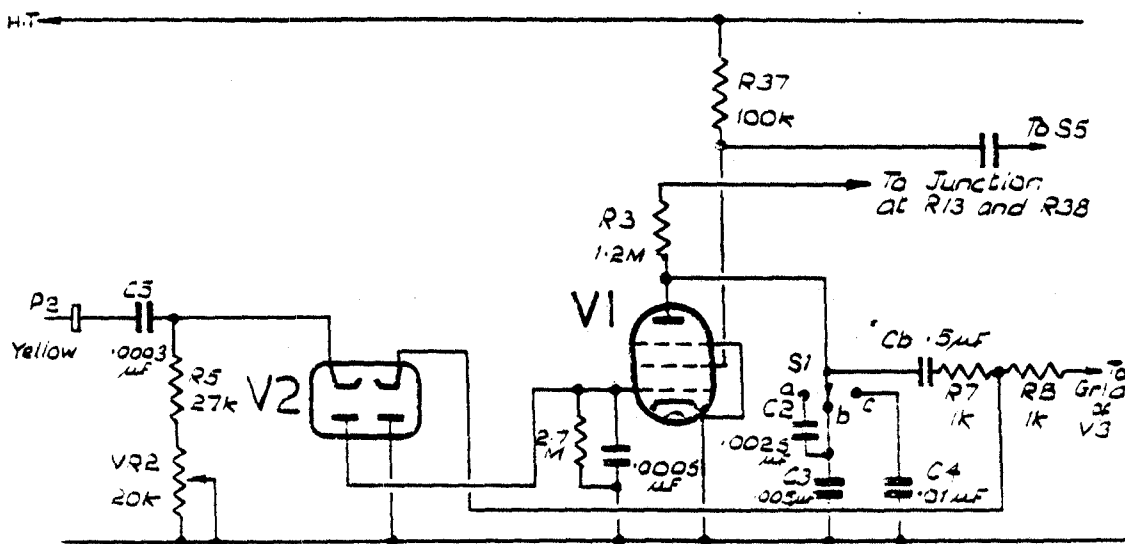 H.T
R37
100K
To S5
To Junction
at R13 and R38
R3
1.2M
P2
Yellow
C5
.0003
μF
R5
27K
VR2
20K
V2
V1
2.7
M
.0005
μF
S1
a
b
c
C2
.0025
μF
C3
.005μF
C4
.01μF
Cb .5μF
R7
1k
R8
1k
To
Grid
of
V3